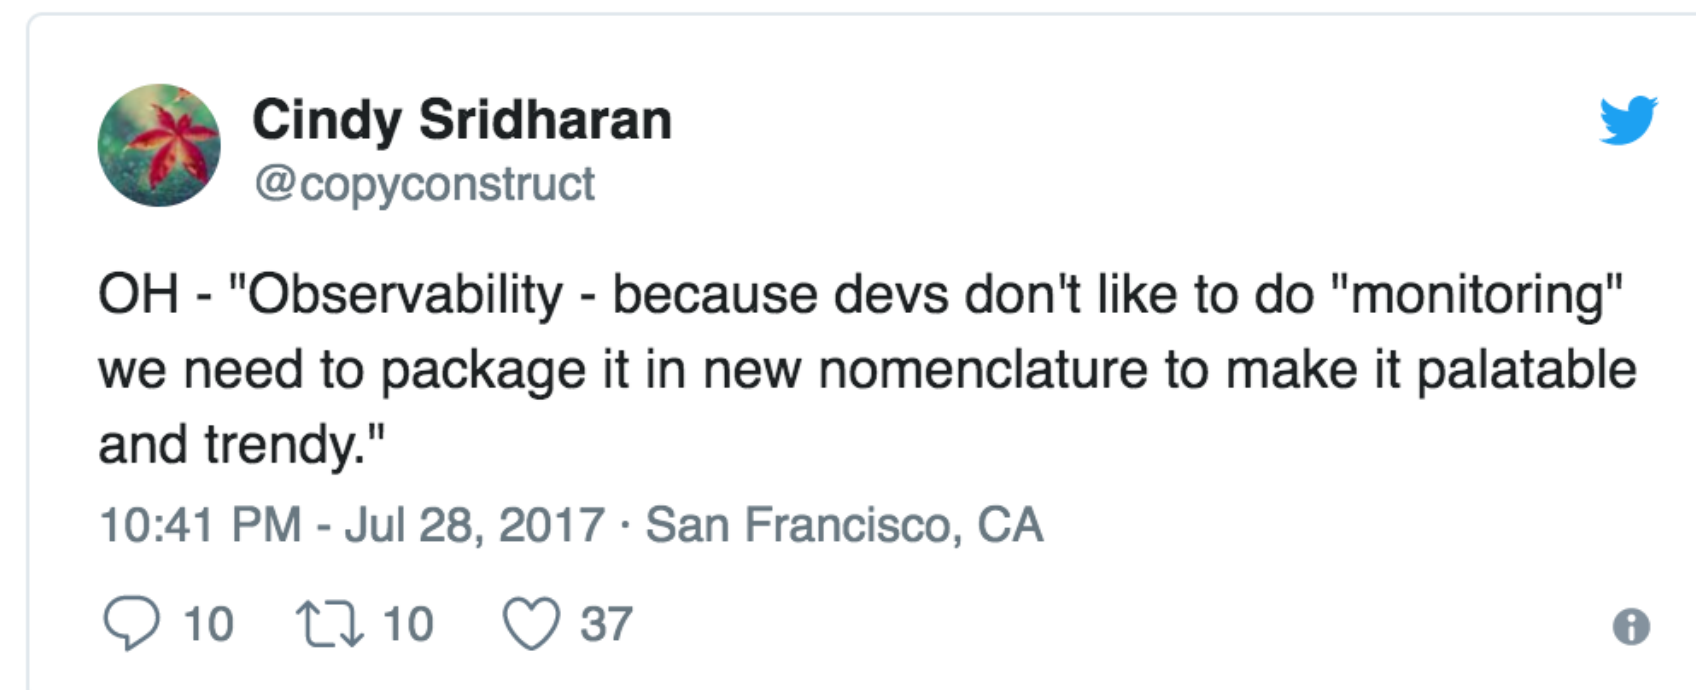 Cindy Sridharan
@copyconstruct
OH - "Observability - because devs don't like to do "monitoring"
we need to package it in new nomenclature to make it palatable
and trendy."
10:41 PM - Jul 28, 2017 · San Francisco, CA
10 10 37